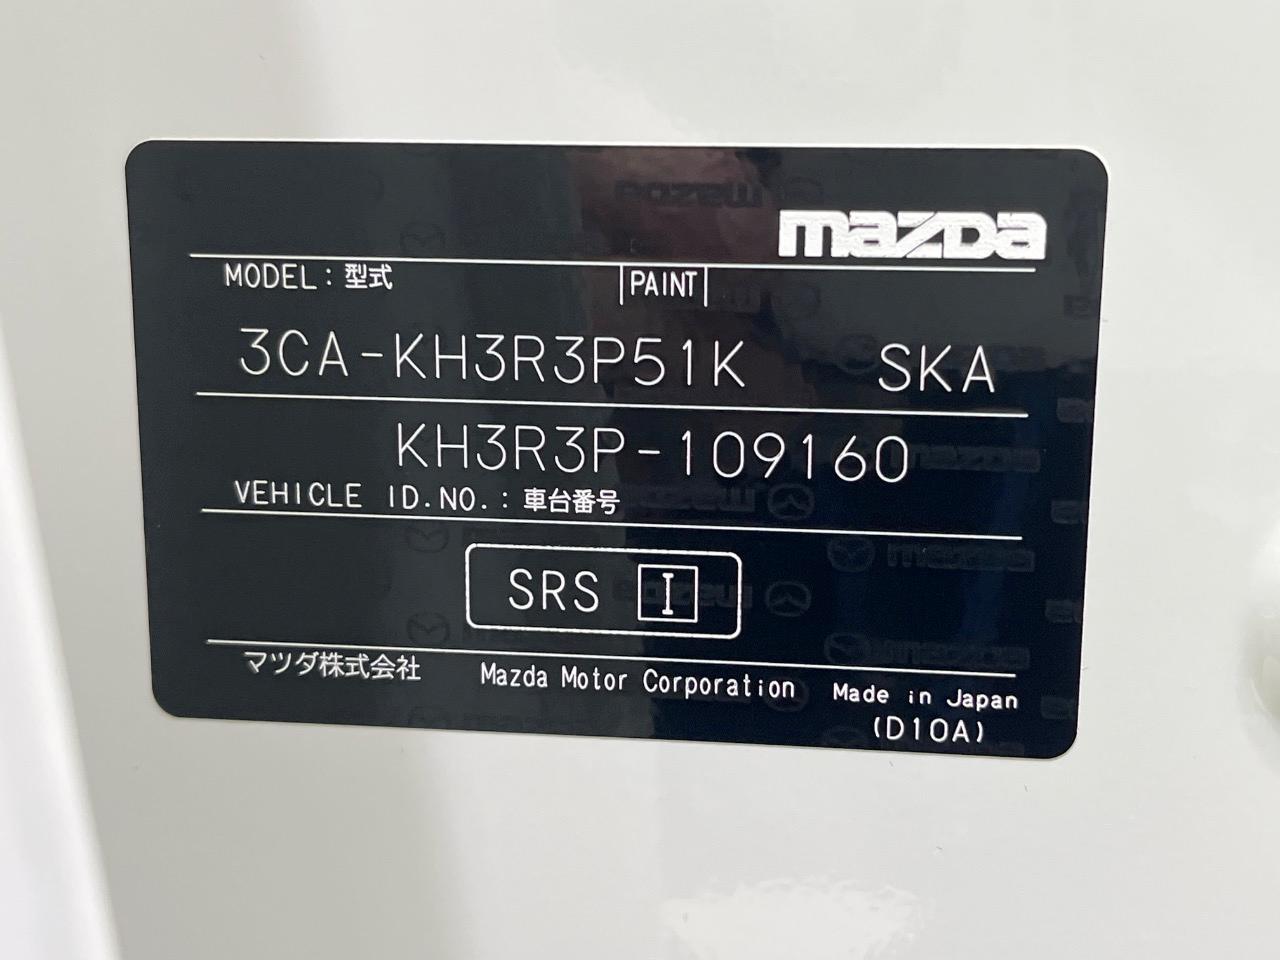 mazda
MODEL:型式 PAINT
3CA-KH3R3P51K SKA
KH3R3P-109160
VEHICLE ID.NO.:車台番号
SRS I
マツダ株式会社 Mazda Motor Corporation Made in Japan
(D10A)